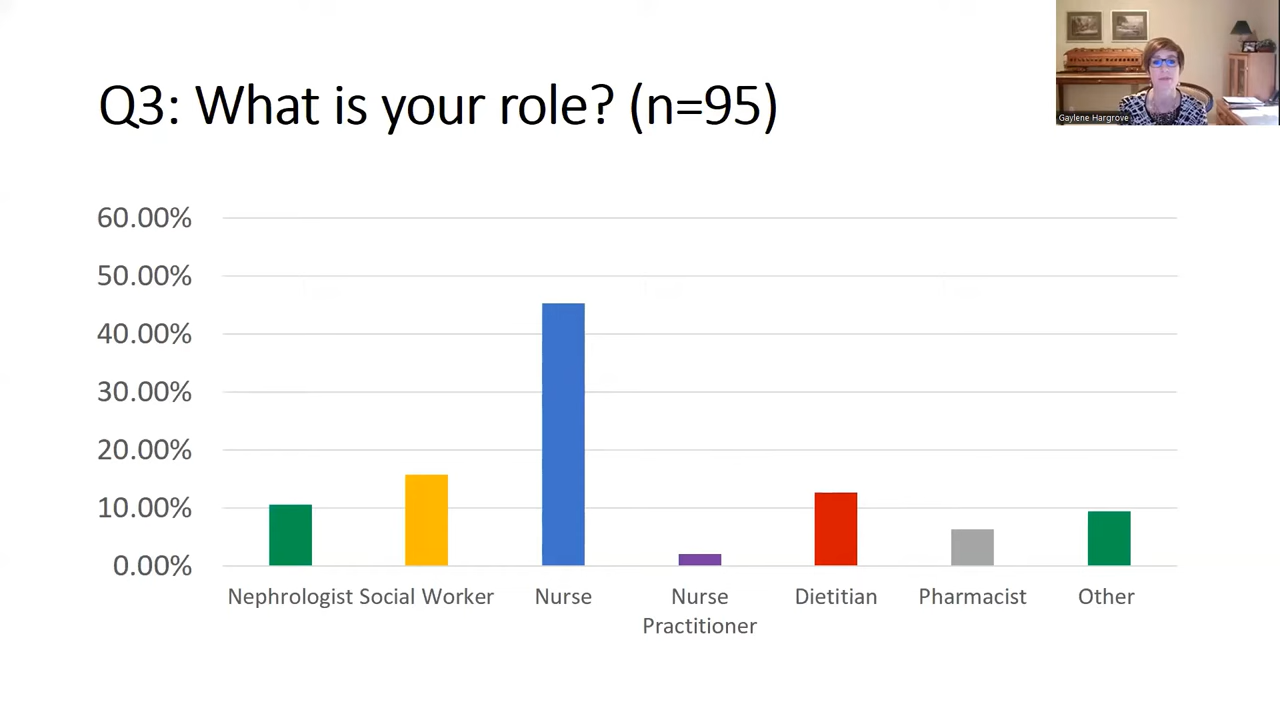 Q3: What is your role? (n=95)
Gaylene Hargrove
60.00%
50.00%
40.00%
30.00%
20.00%
10.00%
0.00%
Nephrologist
Social Worker
Nurse
Nurse
Practitioner
Dietitian
Pharmacist
Other